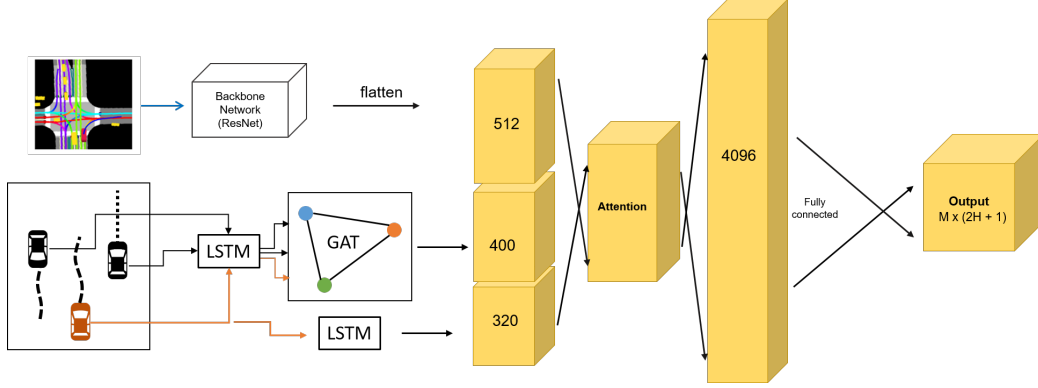 Backbone
Network
(ResNet)
flatten
512
400
320
LSTM
GAT
LSTM
Attention
4096
Fully
connected
Output
M x (2H + 1)